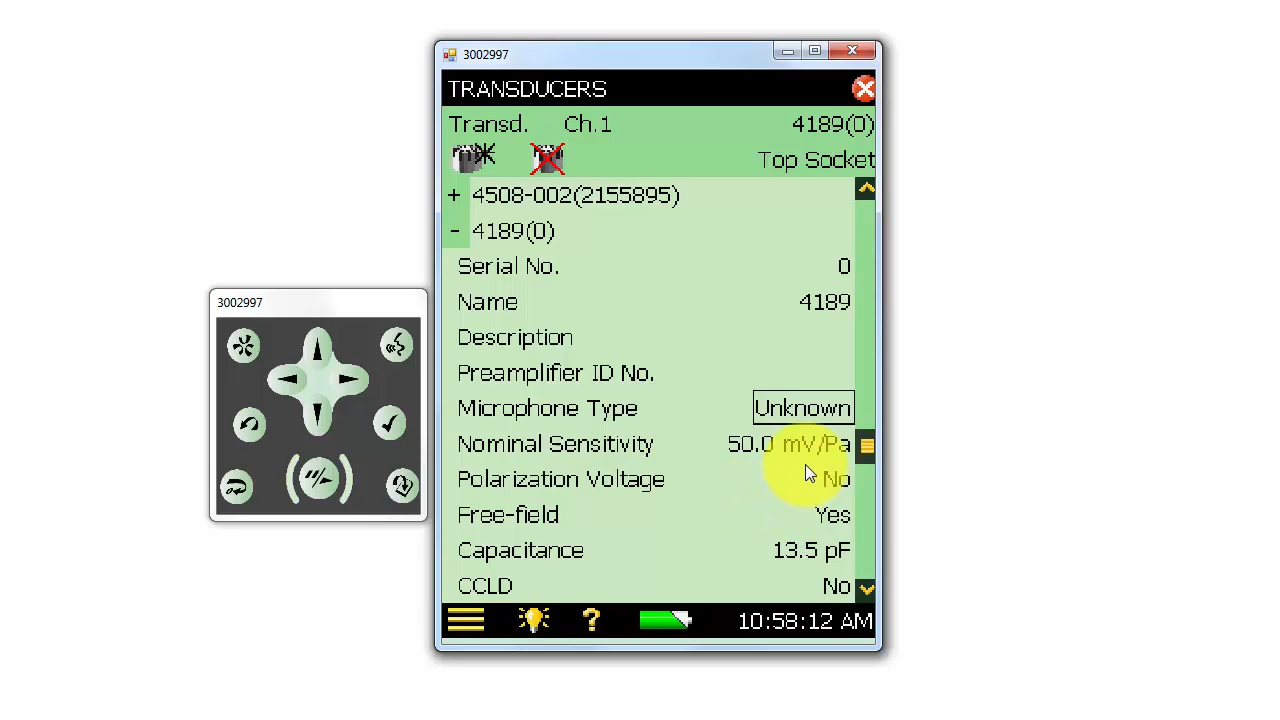 3002997
TRANSDUCERS
Transd. Ch.1 4189(0)
Top Socket
+ 4508-002(2155895)
- 4189(0)
Serial No. 0
Name 4189
Description
Preamplifier ID No.
Microphone Type Unknown
Nominal Sensitivity 50.0 mV/Pa
Polarization Voltage No
Free-field Yes
Capacitance 13.5 pF
CCLD No
? 10:58:12 AM
3002997